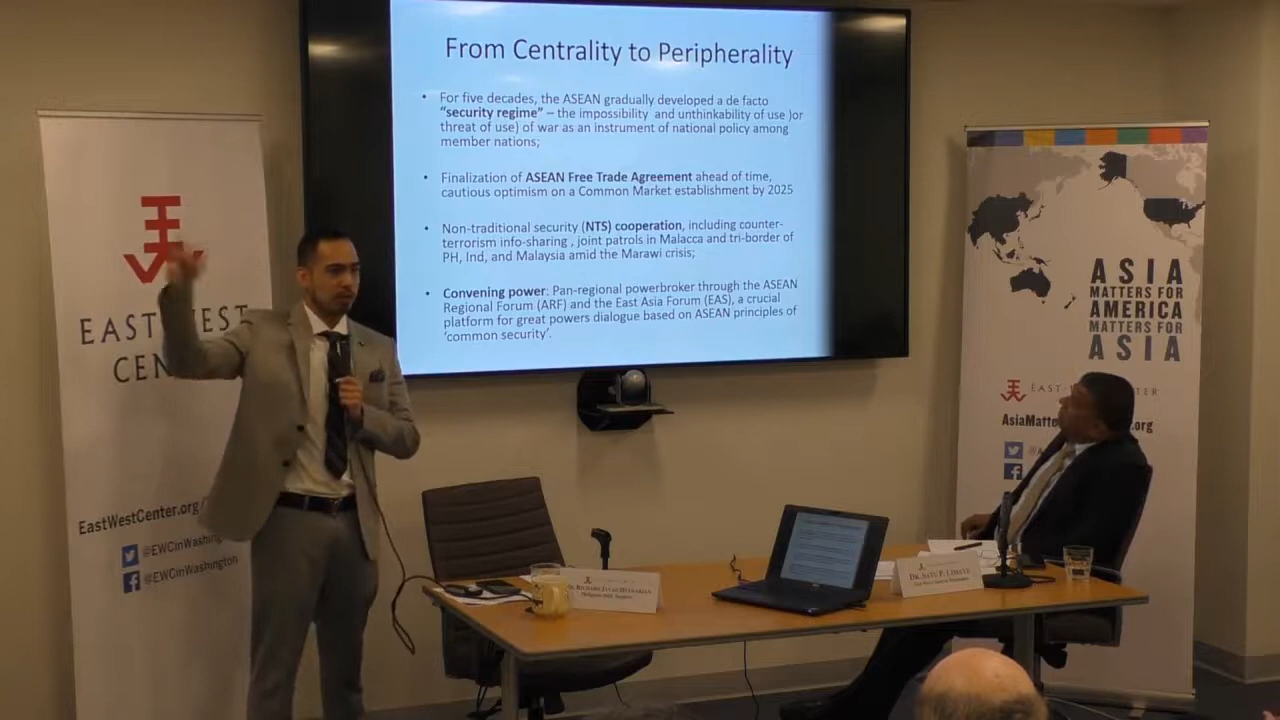 From Centrality to Peripherality
• For five decades, the ASEAN gradually developed a de facto
“security regime” – the impossibility and unthinkability of use )or
threat of use) of war as an instrument of national policy among
member nations;
• Finalization of ASEAN Free Trade Agreement ahead of time,
cautious optimism on a Common Market establishment by 2025
• Non-traditional security (NTS) cooperation, including counter-
terrorism info-sharing , joint patrols in Malacca and tri-border of
PH, Ind, and Malaysia amid the Marawi crisis;
• Convening power: Pan-regional powerbroker through the ASEAN
Regional Forum (ARF) and the East Asia Forum (EAS), a crucial
platform for great powers dialogue based on ASEAN principles of
‘common security’.
EAST WEST
CEN
EastWestCenter.org/
@EWCinWashing
@EWCinWashington
ASIA
MATTERS FOR
AMERICA
MATTERS FOR
ASIA
EAST-W TER
AsiaMatte .org
DR. SATU P. LIMAYE